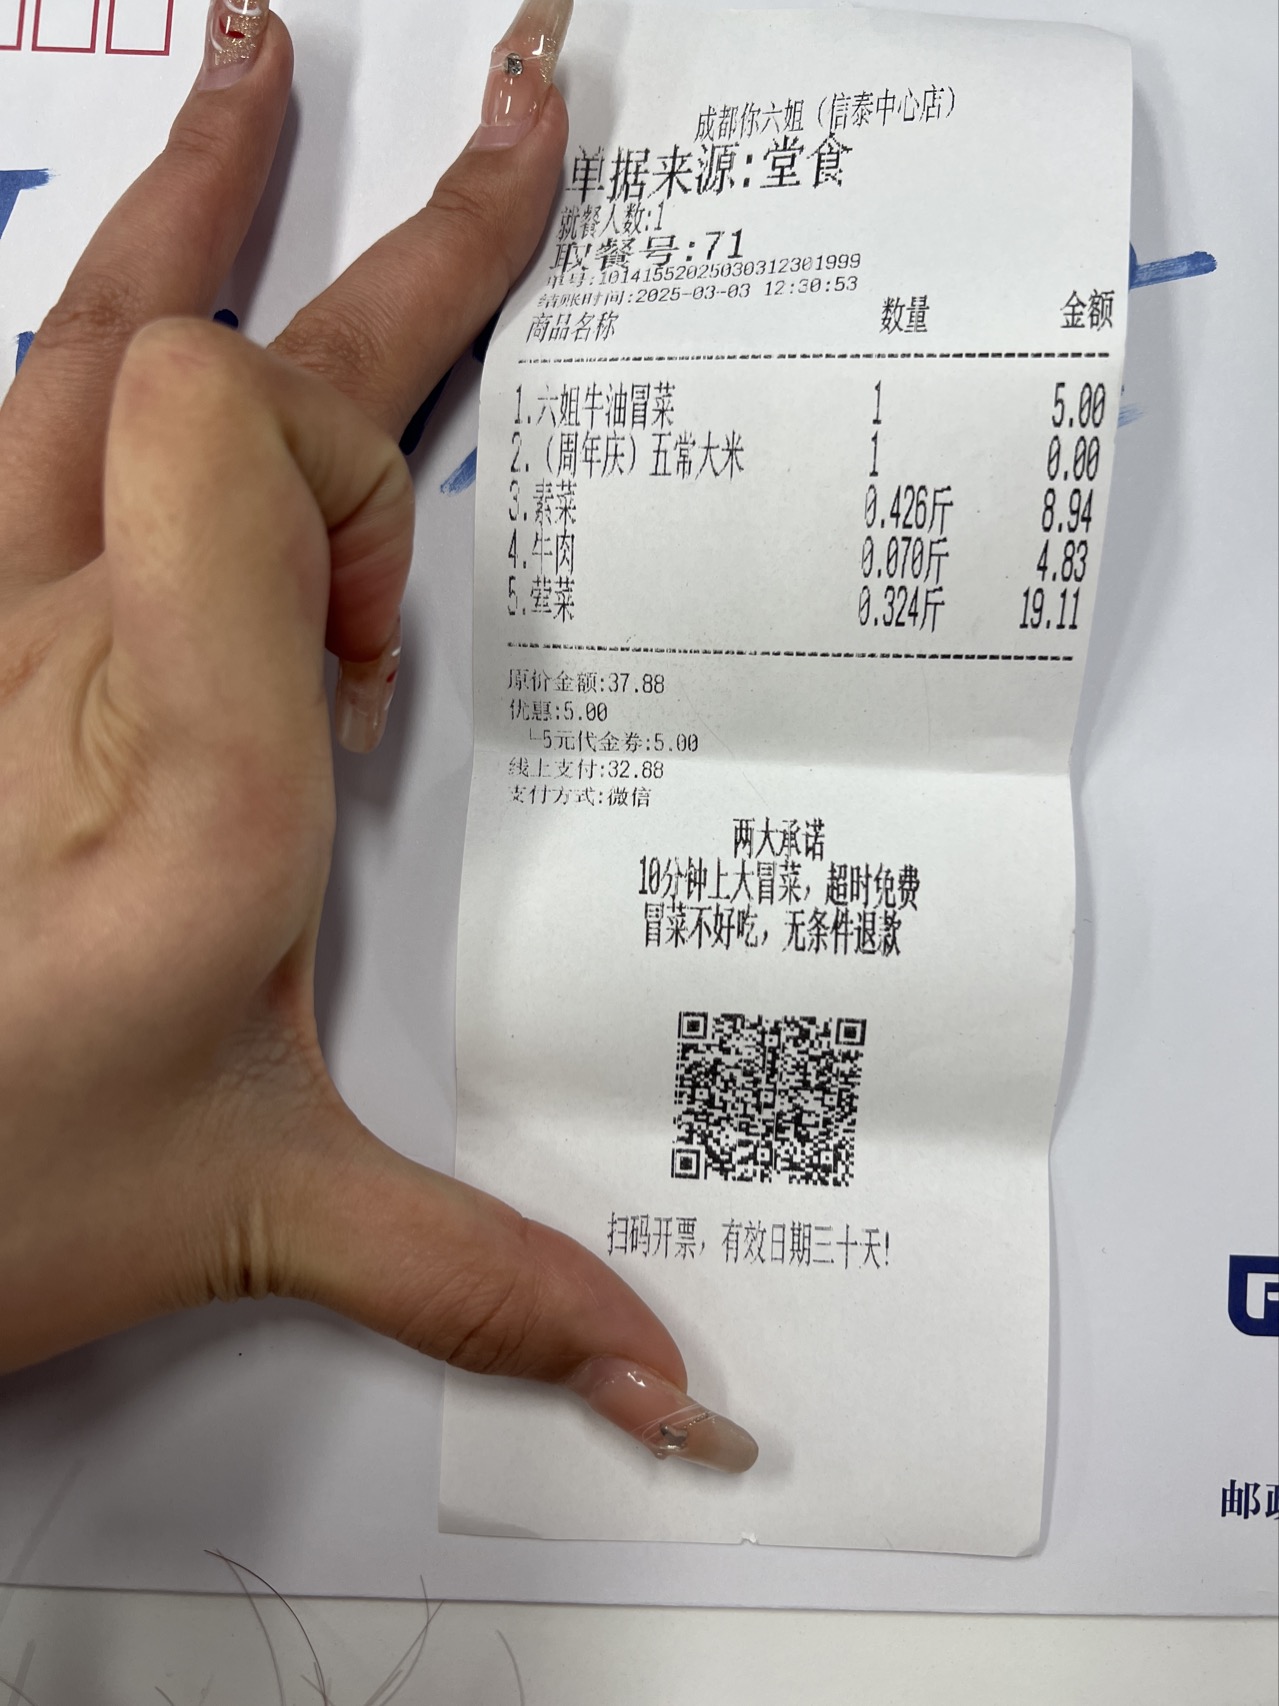 成都你六姐（信泰中心店）
单据来源:堂食
就餐人数:1
取餐号:71
单号:10141552025030312301999
结账时间:2025-03-03 12:30:53
商品名称 数量 金额
1.六姐牛油冒菜 1 5.00
2.（周年庆）五常大米 1 0.00
3.素菜 0.426斤 8.94
4.牛肉 0.070斤 4.83
5.荤菜 0.324斤 19.11
原价金额:37.88
优惠:5.00
└5元代金券:5.00
线上支付:32.88
支付方式:微信
两大承诺
10分钟上大冒菜，超时免费
冒菜不好吃，无条件退款
扫码开票，有效日期三十天!
邮